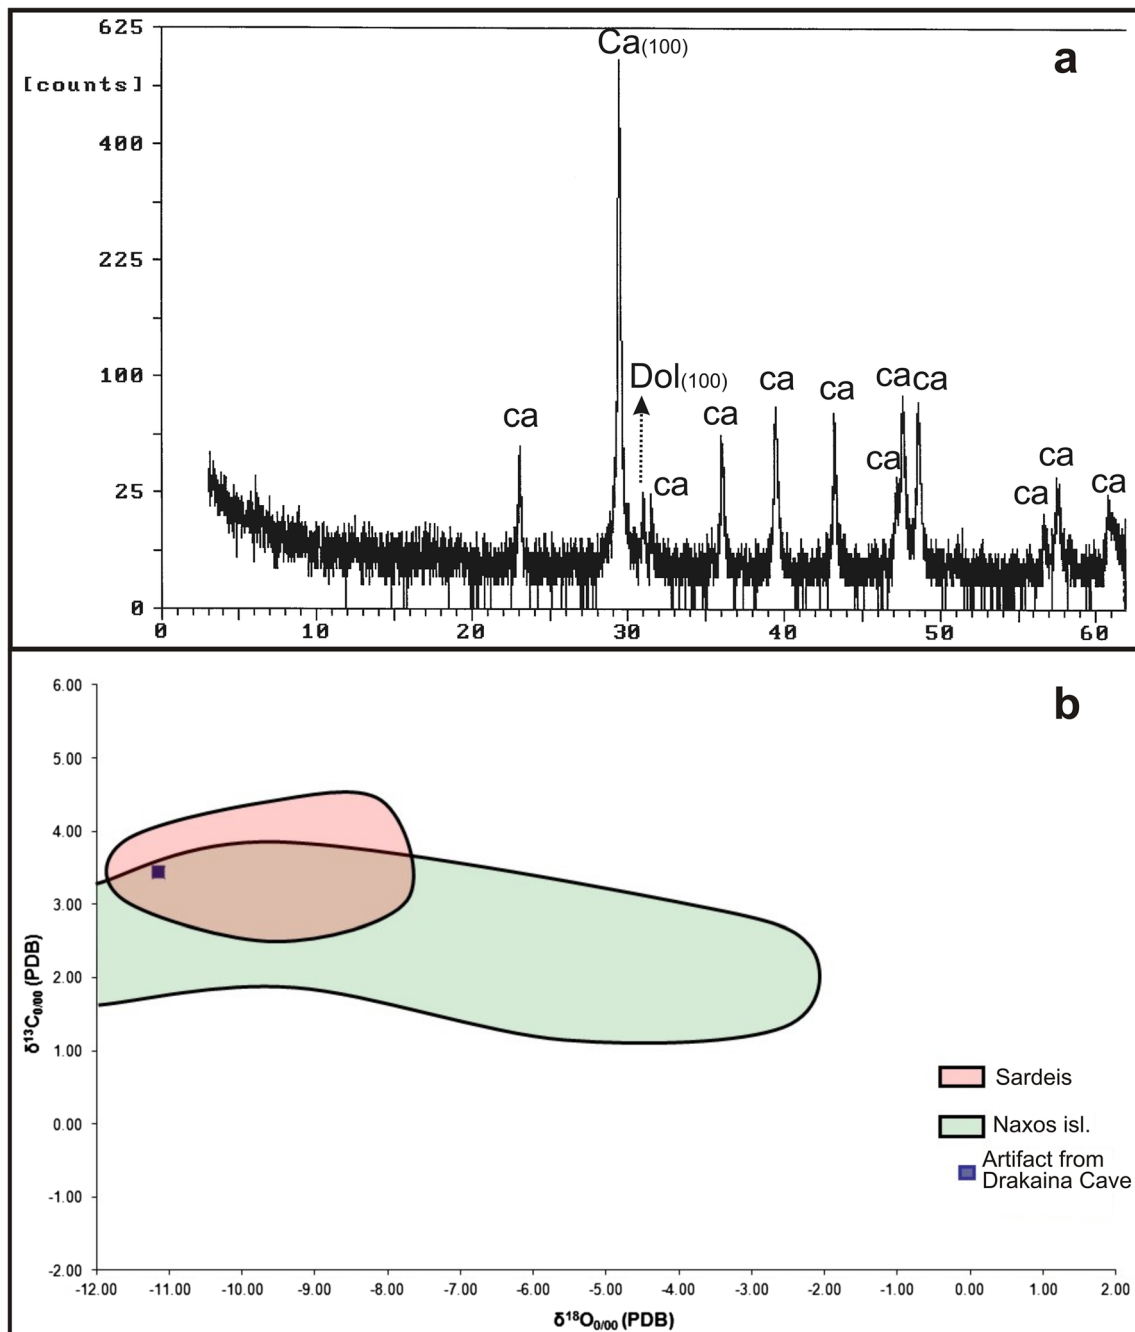 625
Ca(100)
a
[counts]
400
225
100
Dol(100)
ca
ca
ca
ca ca
ca
ca
ca
ca
ca
ca
25
0
0 10 20 30 40 50 60
b
6.00
5.00
4.00
3.00
2.00
1.00
0.00
-1.00
-2.00
δ¹³C0/00 (PDB)
Sardeis
Naxos isl.
Artifact from
Drakaina Cave
-12.00 -11.00 -10.00 -9.00 -8.00 -7.00 -6.00 -5.00 -4.00 -3.00 -2.00 -1.00 0.00 1.00 2.00
δ¹⁸O0/00 (PDB)